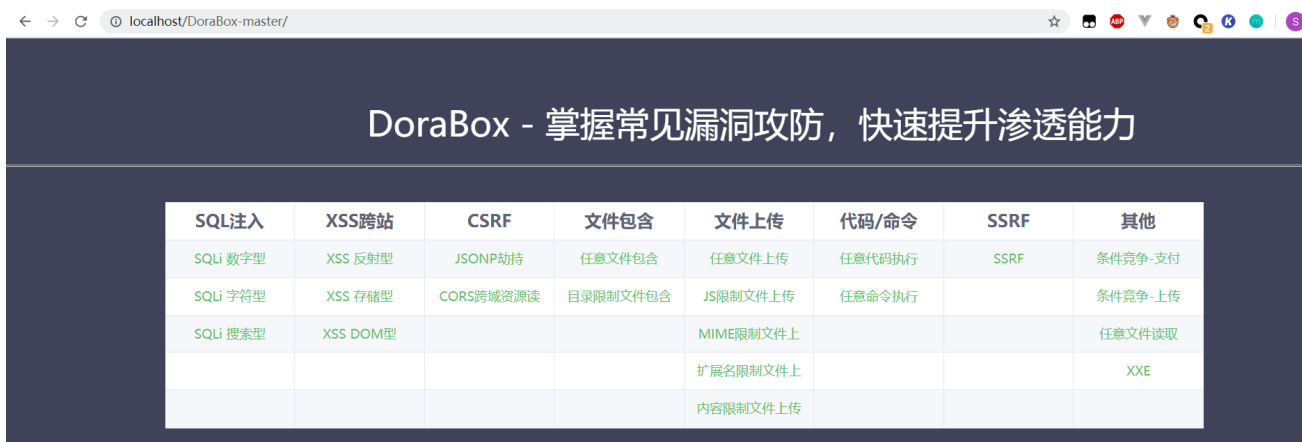 localhost/DoraBox-master/
ABP
2
S
DoraBox - 掌握常见漏洞攻防，快速提升渗透能力
SQL注入 XSS跨站 CSRF 文件包含 文件上传 代码/命令 SSRF 其他
SQLi 数字型 XSS 反射型 JSONP劫持 任意文件包含 任意文件上传 任意代码执行 SSRF 条件竞争-支付
SQLi 字符型 XSS 存储型 CORS跨域资源读 目录限制文件包含 JS限制文件上传 任意命令执行 条件竞争-上传
SQLi 搜索型 XSS DOM型 MIME限制文件上 任意文件读取
扩展名限制文件上 XXE
内容限制文件上传